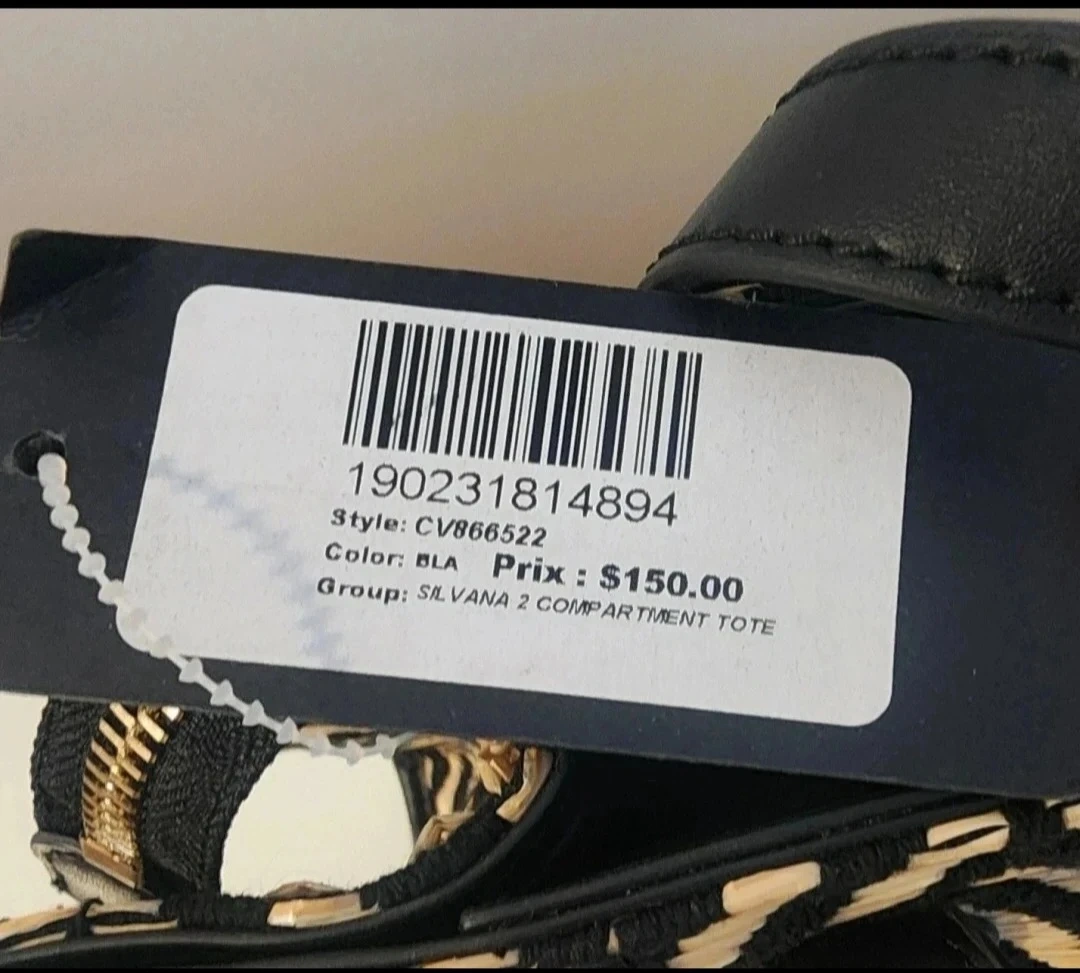 190231814894
Style: CV866522
Color: BLA Prix : $150.00
Group: SILVANA 2 COMPARTMENT TOTE